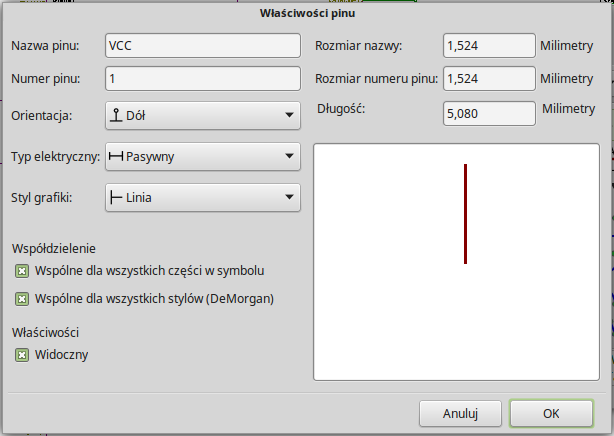 Właściwości pinu
Nazwa pinu: VCC
Rozmiar nazwy: 1,524 Milimetry
Numer pinu: 1
Rozmiar numeru pinu: 1,524 Milimetry
Orientacja: Dół
Długość: 5,080 Milimetry
Typ elektryczny: Pasywny
Styl grafiki: Linia
Współdzielenie
Wspólne dla wszystkich części w symbolu
Wspólne dla wszystkich stylów (DeMorgan)
Właściwości
Widoczny
Anuluj
OK